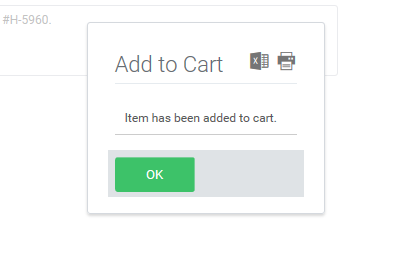 #H-5960.
Add to Cart
Item has been added to cart.
OK